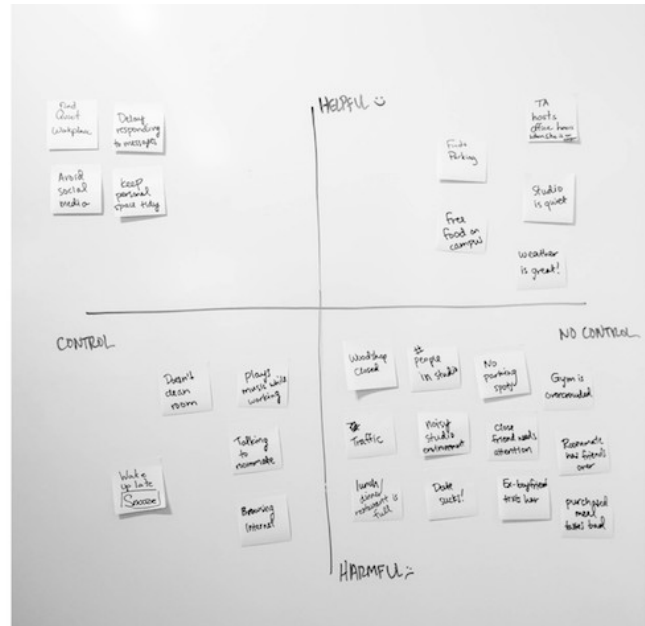 HELPFUL
Find
Quiet
Workplace
Delay
responding
to messages
Avoid
social
media
keep
personal
space tidy
TA
hosts
office hours
Finds
Parking
Studio
is quiet
Free
food on
campus
weather
is great!
CONTROL
NO CONTROL
Doesn't
clean
room
plays
music while
working
Talking
to roommate
Wake
up late
Snooze
Browsing
internet
Woodshop
closed
#
people
in studio
No
parking
spots
Gym is
overcrowded
Traffic
noisy
studio
environment
Close
friend needs
attention
Roommate
has friends
over
lunch/
dinner
restaurant is
full
Date
sucks!
Ex-boyfriend
texts her
purchased
meal
tastes bad
HARMFUL